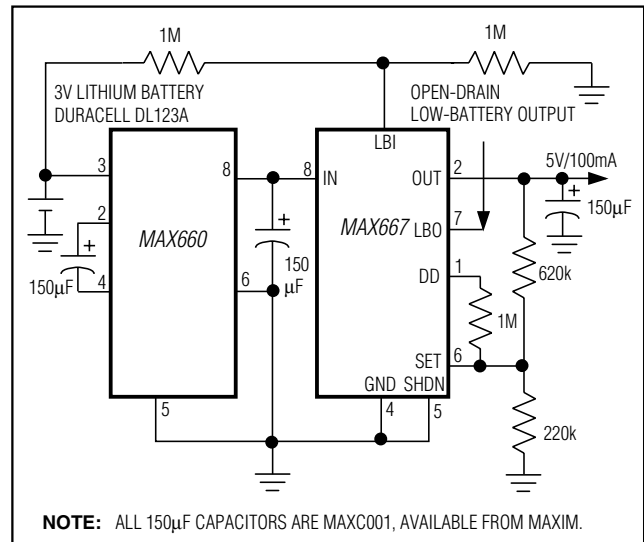 1M
1M
3V LITHIUM BATTERY
DURACELL DL123A
OPEN-DRAIN
LOW-BATTERY OUTPUT
LBI
3
8
8
IN
OUT
2
5V/100mA
2
MAX660
+
MAX667
LBO
7
+
150µF
+
150µF
4
6
150
µF
DD
1
620k
1M
SET
6
GND
SHDN
5
4
5
220k
NOTE: ALL 150µF CAPACITORS ARE MAXC001, AVAILABLE FROM MAXIM.